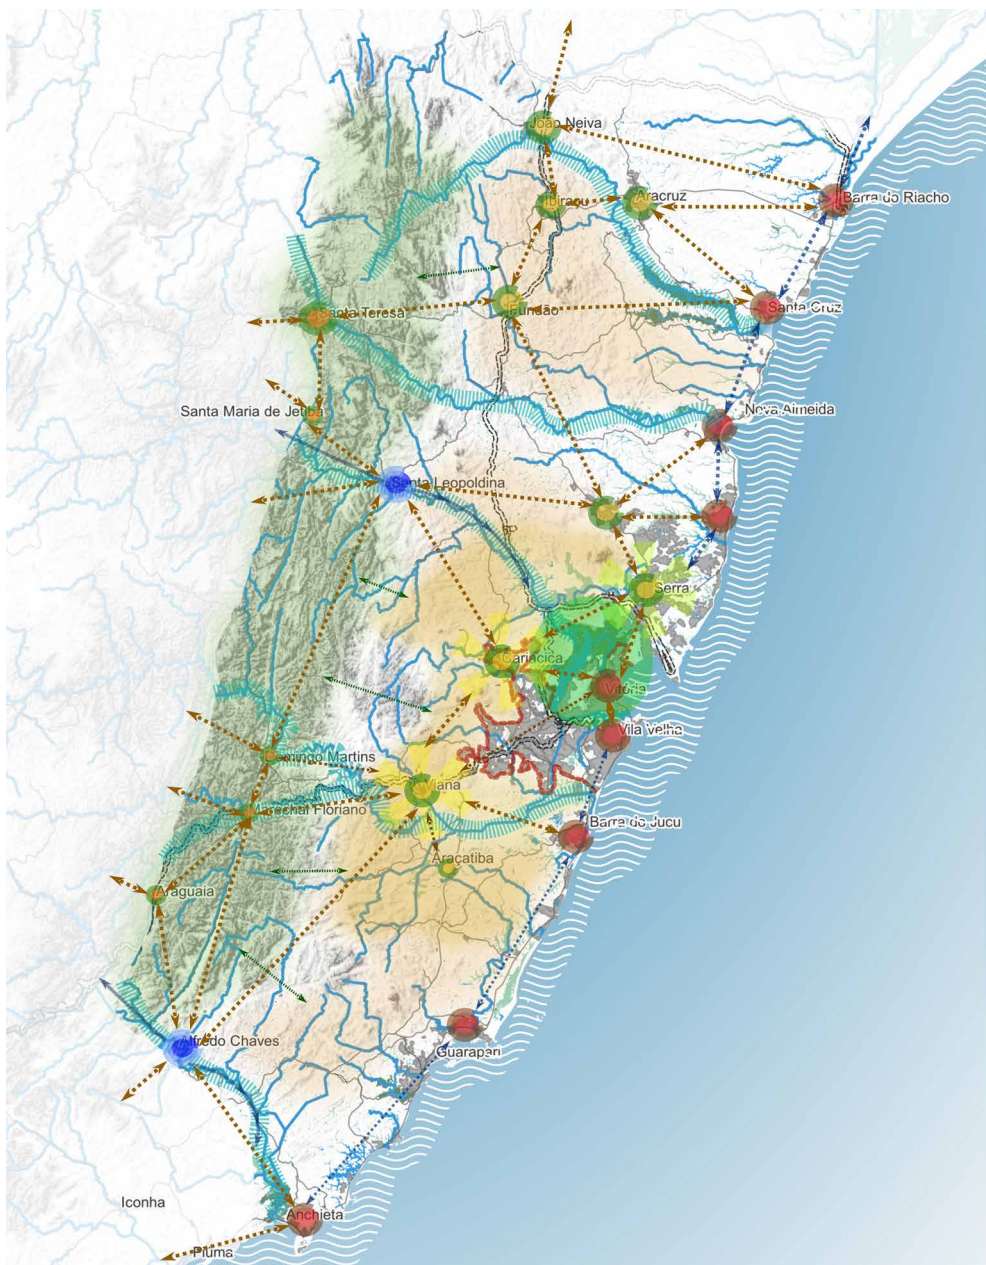 João Neiva
Ibiraçu
Aracruz
Barra do Riacho
Santa Teresa
Fundão
Santa Cruz
Santa Maria de Jetibá
Nova Almeida
Santa Leopoldina
Serra
Cariacica
Vitória
Vila Velha
Domingo Martins
Viana
Marechal Floriano
Barra do Jucu
Araçatiba
Araguaia
Alfredo Chaves
Guarapari
Iconha
Anchieta
Piuma